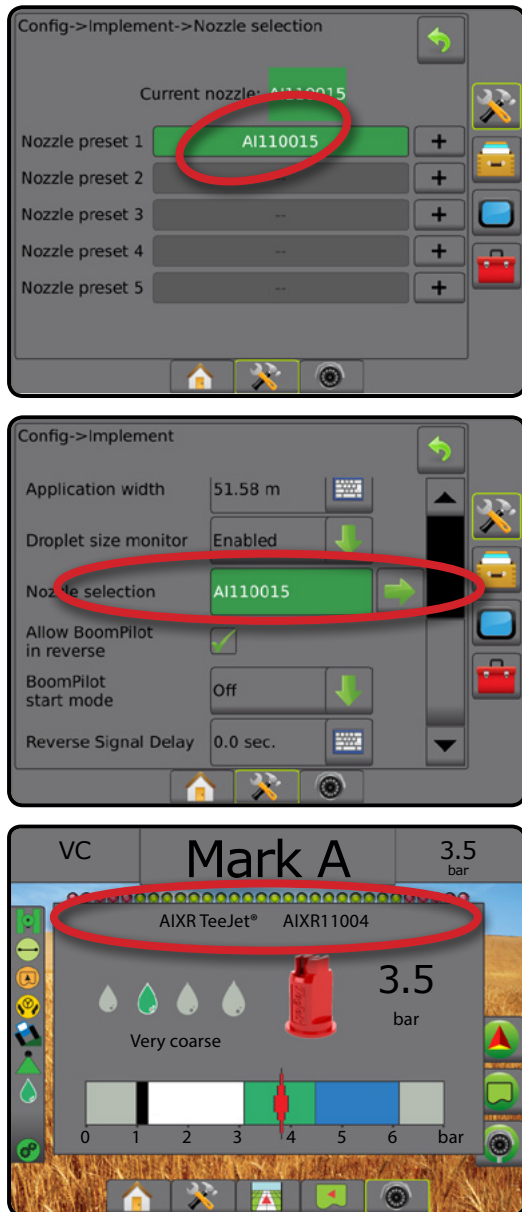 Config->Implement->Nozzle selection
Current nozzle: AI110015
Nozzle preset 1 AI110015 +
Nozzle preset 2 -- +
Nozzle preset 3 -- +
Nozzle preset 4 -- +
Nozzle preset 5 -- +
Config->Implement
Application width 51.58 m
Droplet size monitor Enabled
Nozzle selection AI110015
Allow BoomPilot
in reverse
BoomPilot
start mode Off
Reverse Signal Delay 0.0 sec.
VC Mark A 3.5
bar
AIXR TeeJet® AIXR11004
3.5
bar
Very coarse
TeeJet
0 1 2 3 4 5 6 bar